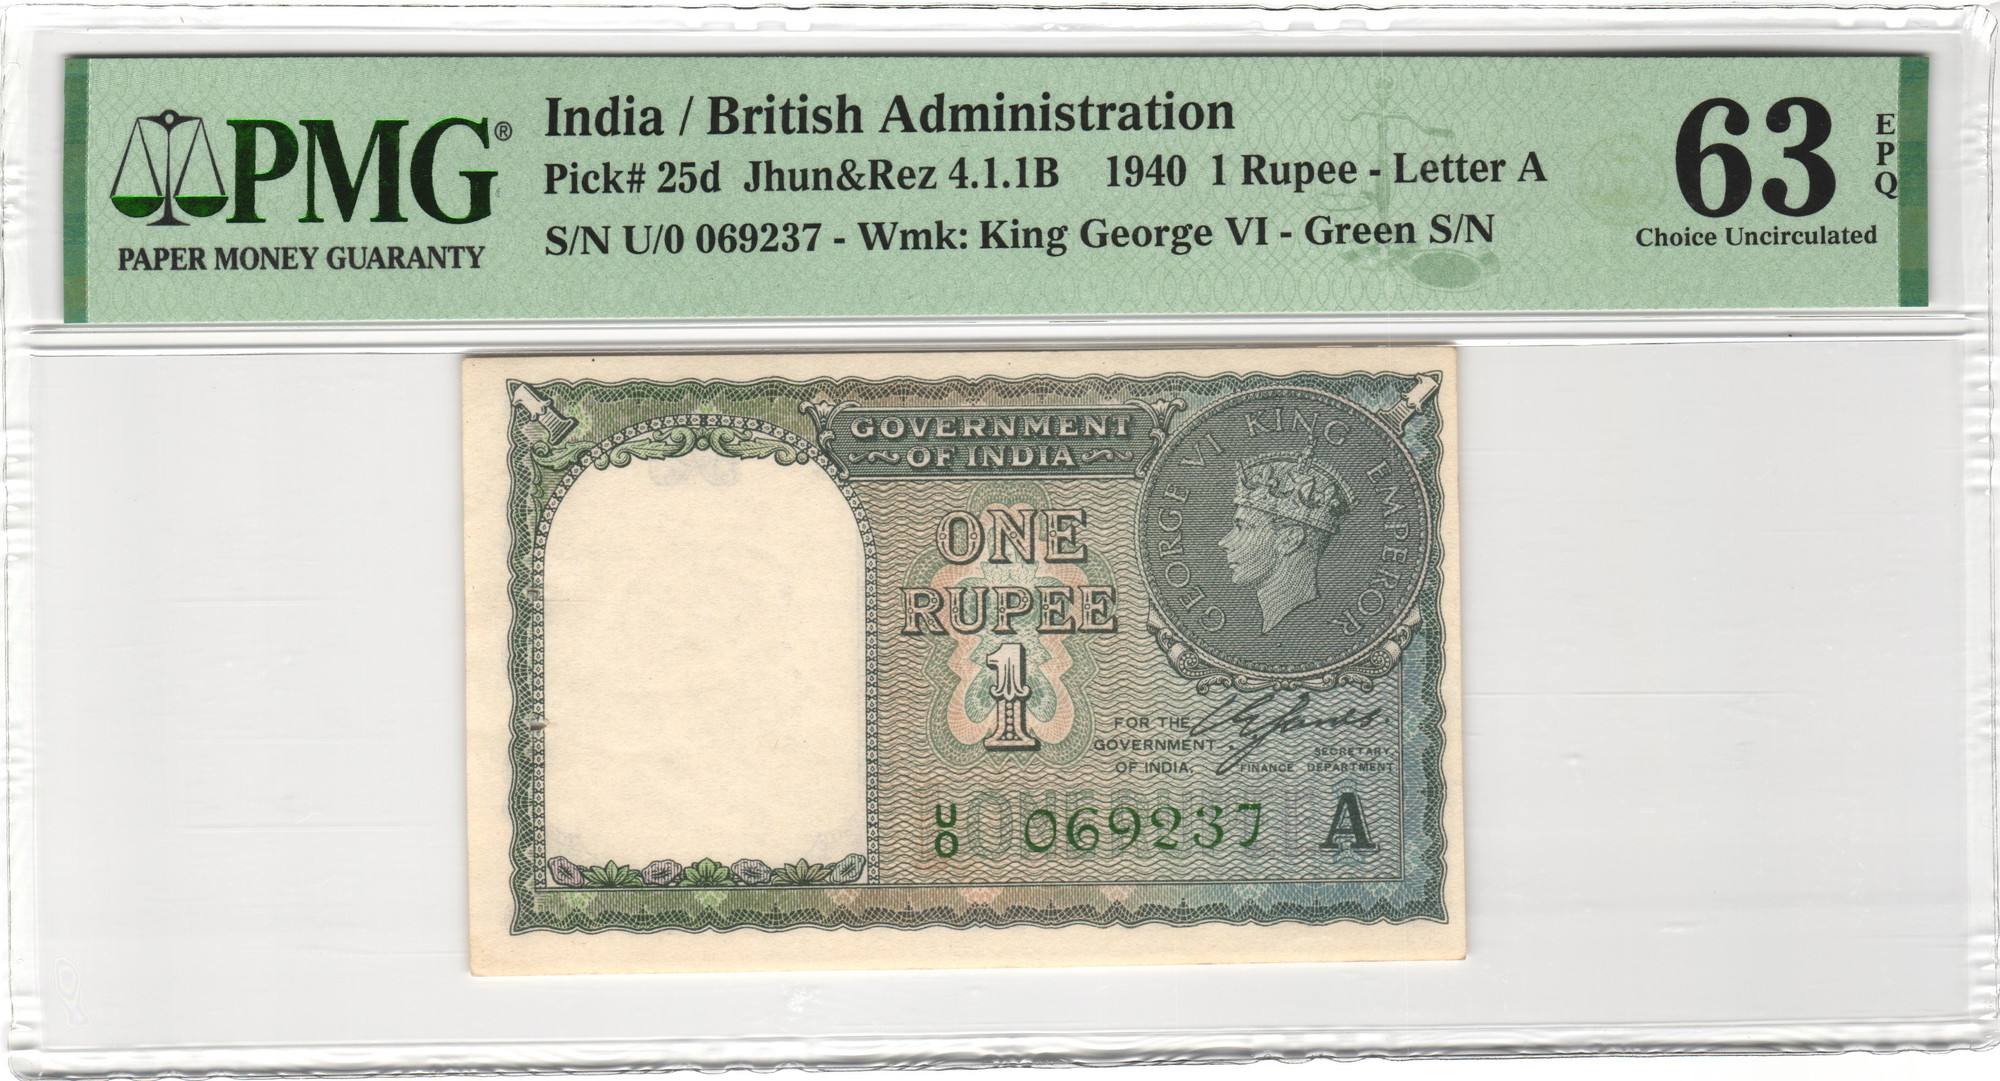 PMG®
PAPER MONEY GUARANTY
India / British Administration
Pick# 25d Jhun&Rez 4.1.1B 1940 1 Rupee - Letter A
S/N U/0 069237 - Wmk: King George VI - Green S/N
63
EPQ
Choice Uncirculated
1
1
GOVERNMENT
OF INDIA
GEORGE VI KING EMPEROR
ONE
RUPEE
1
FOR THE
GOVERNMENT
OF INDIA,
SECRETARY,
FINANCE DEPARTMENT
U/0 069237 A